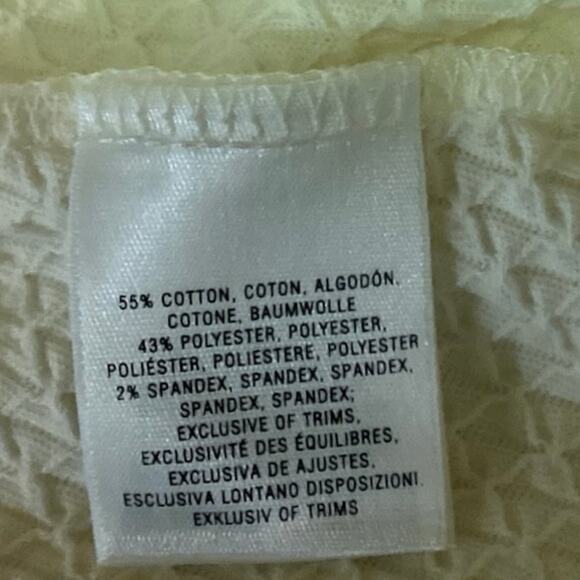 55% COTTON, COTON, ALGODÓN,
COTONE, BAUMWOLLE
43% POLYESTER, POLYESTER,
POLIÉSTER, POLIESTERE, POLYESTER
2% SPANDEX, SPANDEX, SPANDEX,
SPANDEX, SPANDEX;
EXCLUSIVE OF TRIMS,
EXCLUSIVITÉ DES ÉQUILIBRES,
EXCLUSIVA DE AJUSTES,
ESCLUSIVA LONTANO DISPOSIZIONI.
EXKLUSIV OF TRIMS